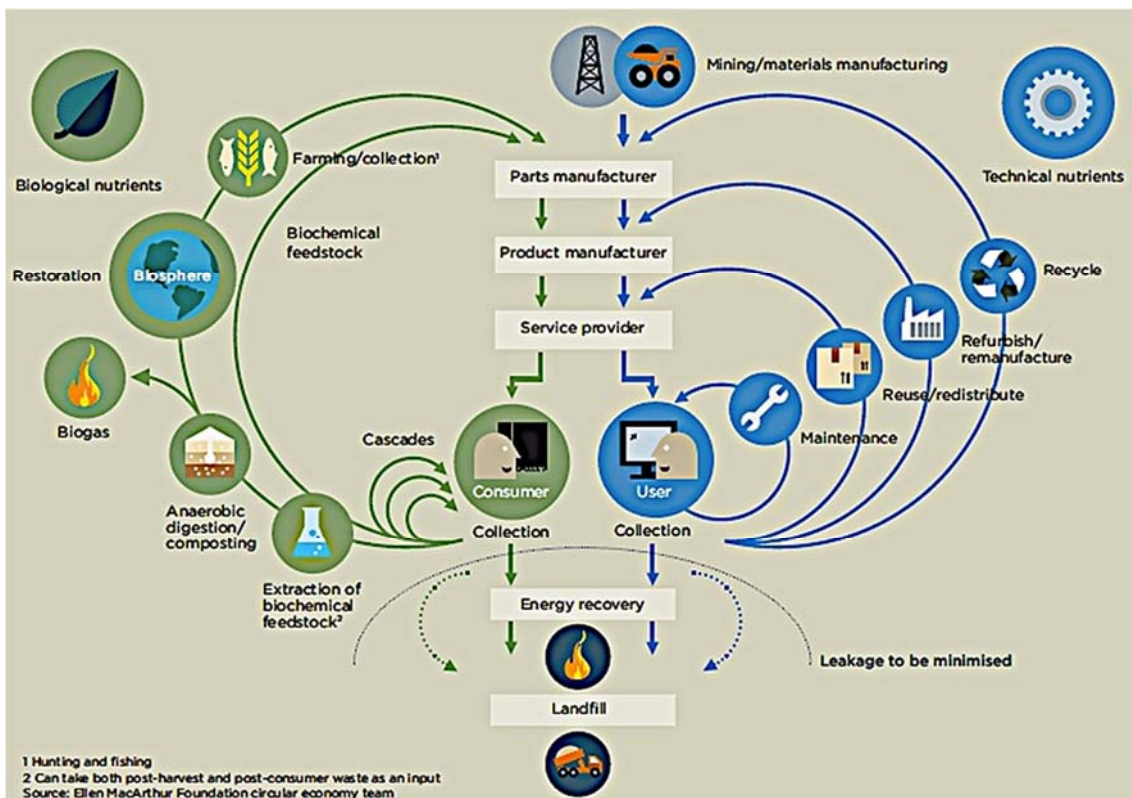 Mining/materials manufacturing
Biological nutrients
Farming/collection¹
Parts manufacturer
Technical nutrients
Biochemical
feedstock
Product manufacturer
Restoration
Biosphere
Recycle
Service provider
Refurbish/
remanufacture
Reuse/redistribute
Biogas
Cascades
Maintenance
Consumer
User
Anaerobic
digestion/
composting
Collection
Collection
Extraction of
biochemical
feedstock²
Energy recovery
Leakage to be minimised
Landfill
1 Hunting and fishing
2 Can take both post-harvest and post-consumer waste as an input
Source: Ellen MacArthur Foundation circular economy team